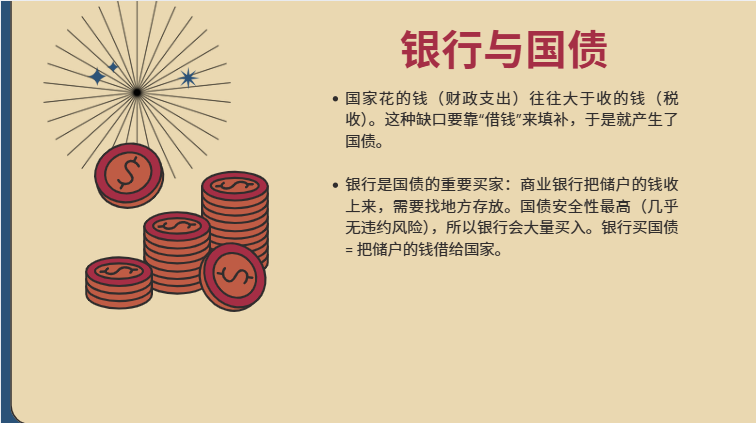 银行与国债
• 国家花的钱（财政支出）往往大于收的钱（税
收）。这种缺口要靠“借钱”来填补，于是就产生了
国债。
• 银行是国债的重要买家：商业银行把储户的钱收
上来，需要找地方存放。国债安全性最高（几乎
无违约风险），所以银行会大量买入。银行买国债
= 把储户的钱借给国家。